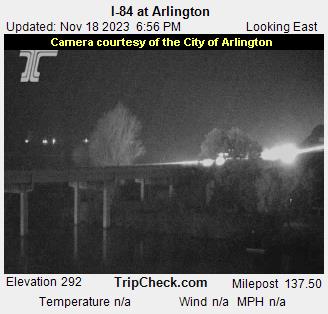 I-84 at Arlington
Updated: Nov 18 2023 6:56 PM Looking East
Camera courtesy of the City of Arlington
Elevation 292 TripCheck.com Milepost 137.50
Temperature n/a Wind n/a MPH n/a